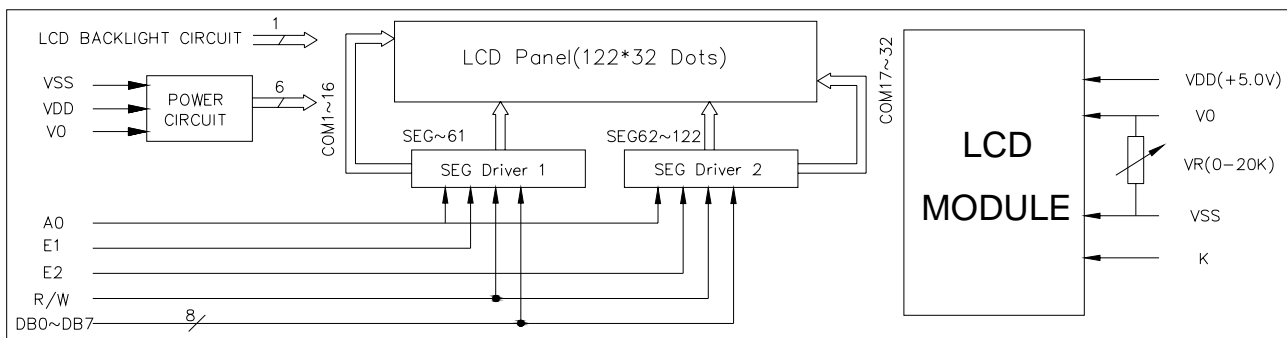 LCD BACKLIGHT CIRCUIT
1
VSS
VDD
V0
POWER
CIRCUIT
6
COM1~16
LCD Panel(122*32 Dots)
COM17~32
SEG~61
SEG62~122
SEG Driver 1
SEG Driver 2
A0
E1
E2
R/W
DB0~DB7
8
LCD
MODULE
VDD(+5.0V)
V0
VR(0-20K)
VSS
K